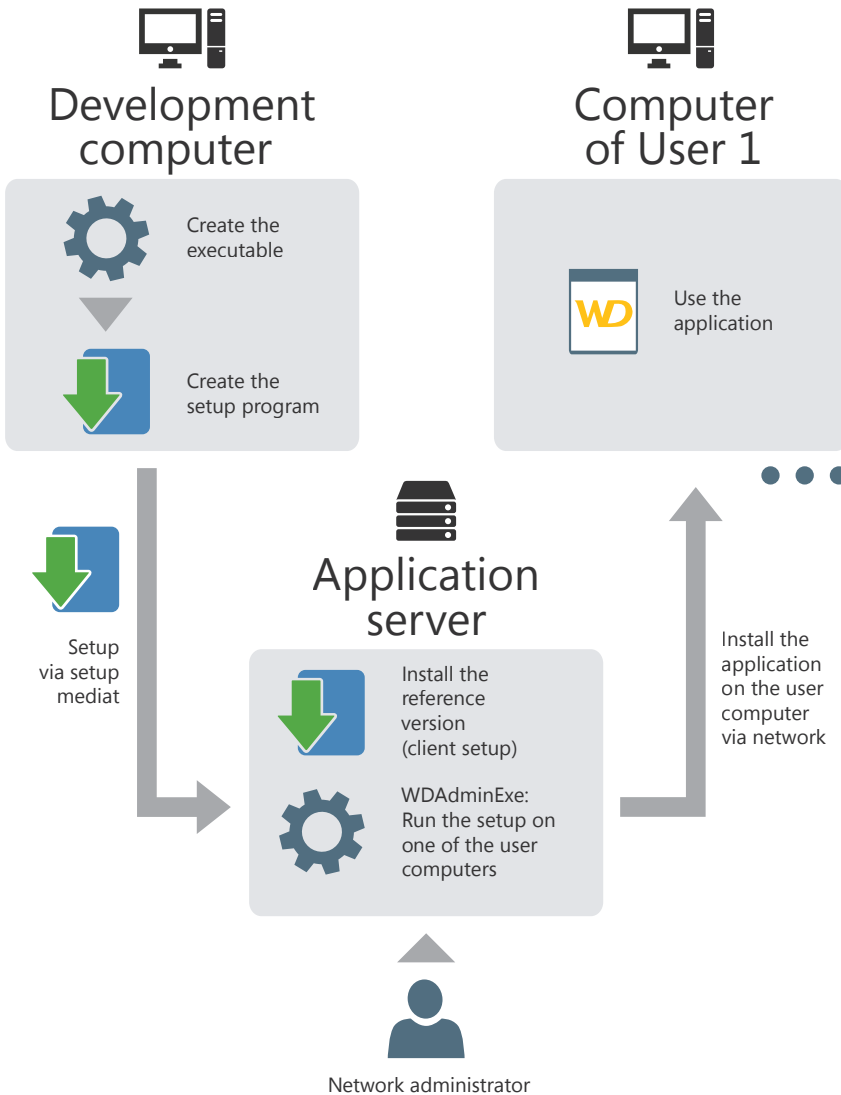 Development
computer
Create the
executable
Create the
setup program
Computer
of User 1
WD
Use the
application
Setup
via setup
mediat
Application
server
Install the
reference
version
(client setup)
WDAdminExe:
Run the setup on
one of the user
computers
Install the
application
on the user
computer
via network
Network administrator